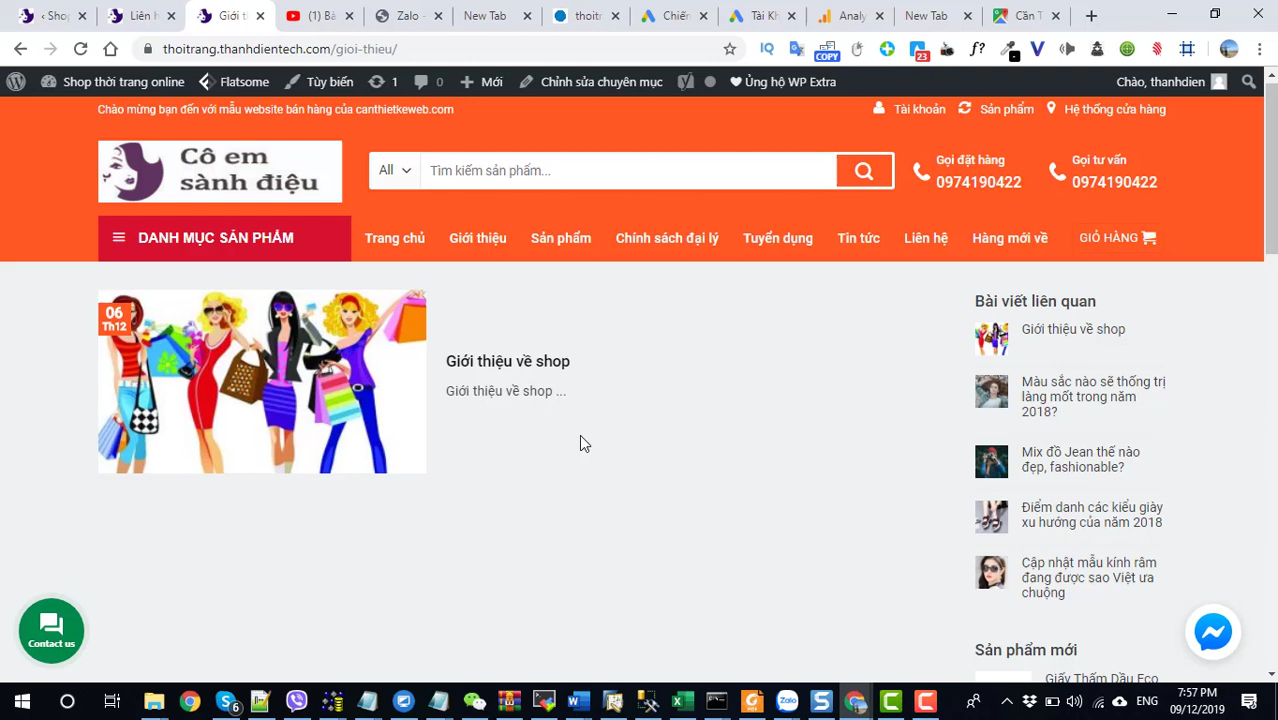 Shop
Liên h
Giới tl
(1) Bà
Zalo -
New Tab
thoitr
Chiến
Tài Kh
Analy
New Tab
Cần T
thoitrang.thanhdientech.com/gioi-thieu/
IQ
COPY
23
f?
Shop thời trang online
Flatsome
Tùy biến
1
0
Mới
Chỉnh sửa chuyên mục
Ủng hộ WP Extra
Chào, thanhdien
Chào mừng bạn đến với mẫu website bán hàng của canthietkeweb.com
Tài khoản
Sản phẩm
Hệ thống cửa hàng
Cô em
sành điệu
All
Tìm kiếm sản phẩm...
Gọi đặt hàng
0974190422
Gọi tư vấn
0974190422
DANH MỤC SẢN PHẨM
Trang chủ
Giới thiệu
Sản phẩm
Chính sách đại lý
Tuyển dụng
Tin tức
Liên hệ
Hàng mới về
GIỎ HÀNG
06
Th12
Giới thiệu về shop
Giới thiệu về shop ...
Bài viết liên quan
Giới thiệu về shop
Màu sắc nào sẽ thống trị
làng mốt trong năm
2018?
Mix đồ Jean thế nào
đẹp, fashionable?
Điểm danh các kiểu giày
xu hướng của năm 2018
Cập nhật mẫu kính râm
đang được sao Việt ưa
chuộng
Sản phẩm mới
Giấy Thấm Dầu Eco
Contact us
6
ENG
7:57 PM
09/12/2019